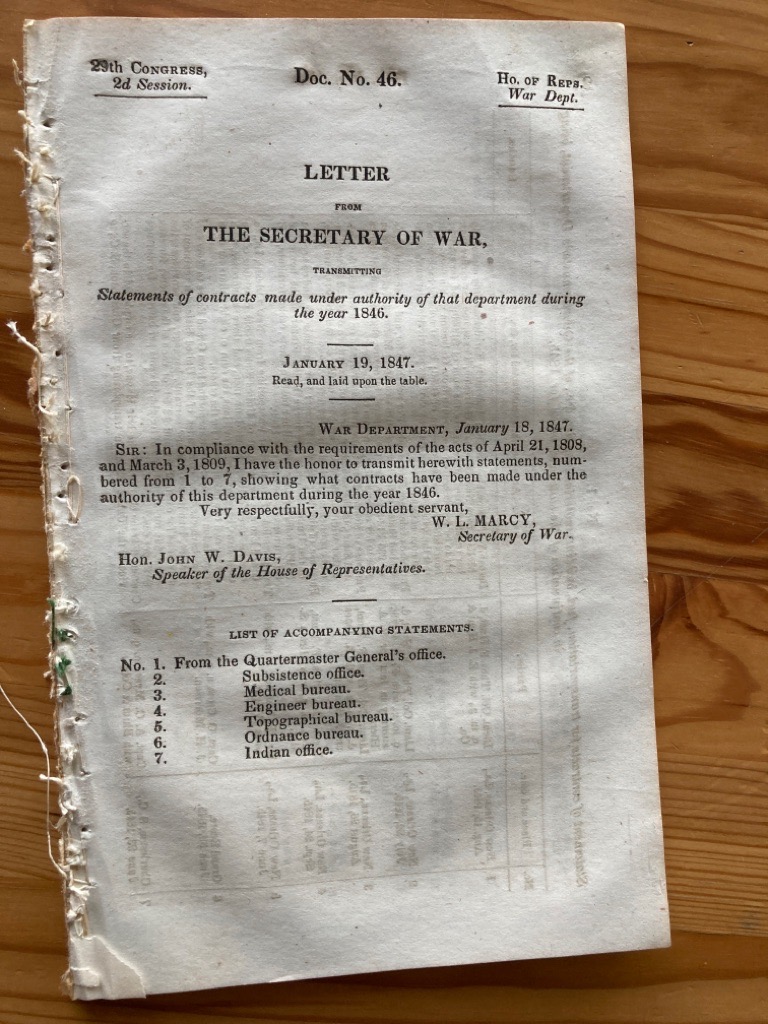 29th Congress,
2d Session.
Doc. No. 46.
Ho. of Reps.
War Dept.
LETTER
FROM
THE SECRETARY OF WAR,
TRANSMITTING
Statements of contracts made under authority of that department during
the year 1846.
January 19, 1847.
Read, and laid upon the table.
War Department, January 18, 1847.
Sir: In compliance with the requirements of the acts of April 21, 1808,
and March 3, 1809, I have the honor to transmit herewith statements, num-
bered from 1 to 7, showing what contracts have been made under the
authority of this department during the year 1846.
Very respectfully, your obedient servant,
W. L. MARCY,
Secretary of War.
Hon. John W. Davis,
Speaker of the House of Representatives.
LIST OF ACCOMPANYING STATEMENTS.
No. 1. From the Quartermaster General's office.
2. Subsistence office.
3. Medical bureau.
4. Engineer bureau.
5. Topographical bureau.
6. Ordnance bureau.
7. Indian office.